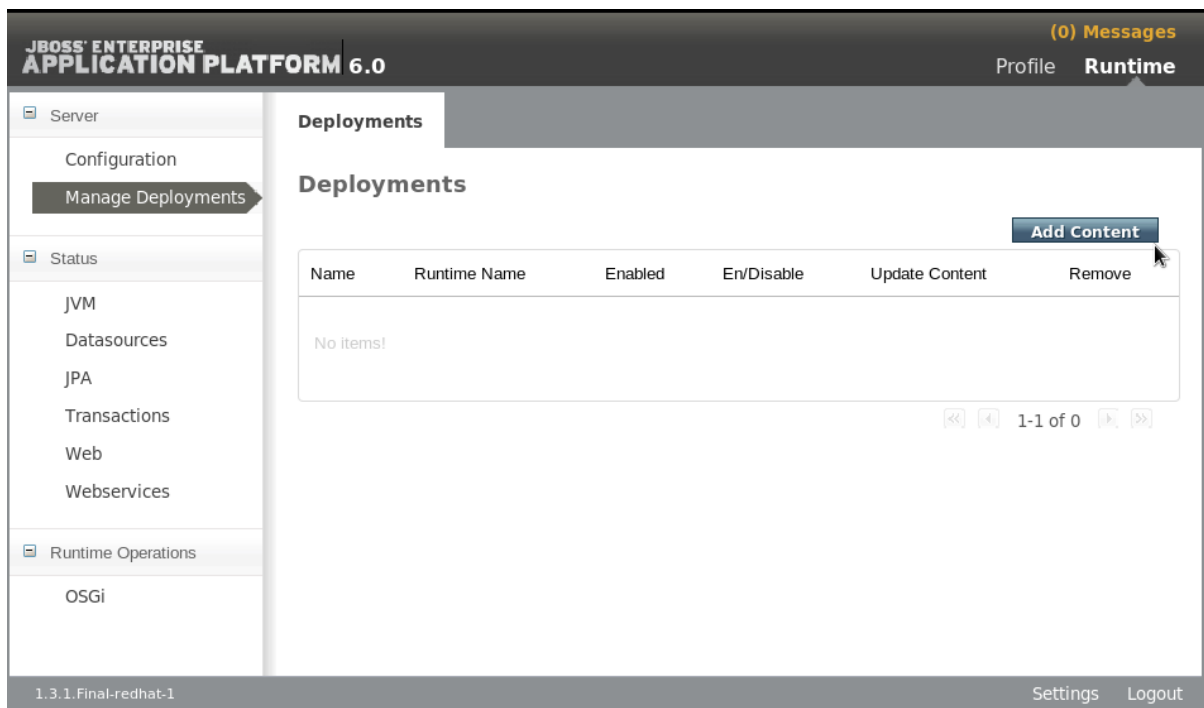 (0) Messages
JBOSS' ENTERPRISE
APPLICATION PLATFORM 6.0
Profile Runtime
Server
Configuration
Manage Deployments
Status
JVM
Datasources
JPA
Transactions
Web
Webservices
Runtime Operations
OSGi
Deployments
Deployments
Add Content
Name Runtime Name Enabled En/Disable Update Content Remove
No items!
1-1 of 0
1.3.1.Final-redhat-1
Settings Logout